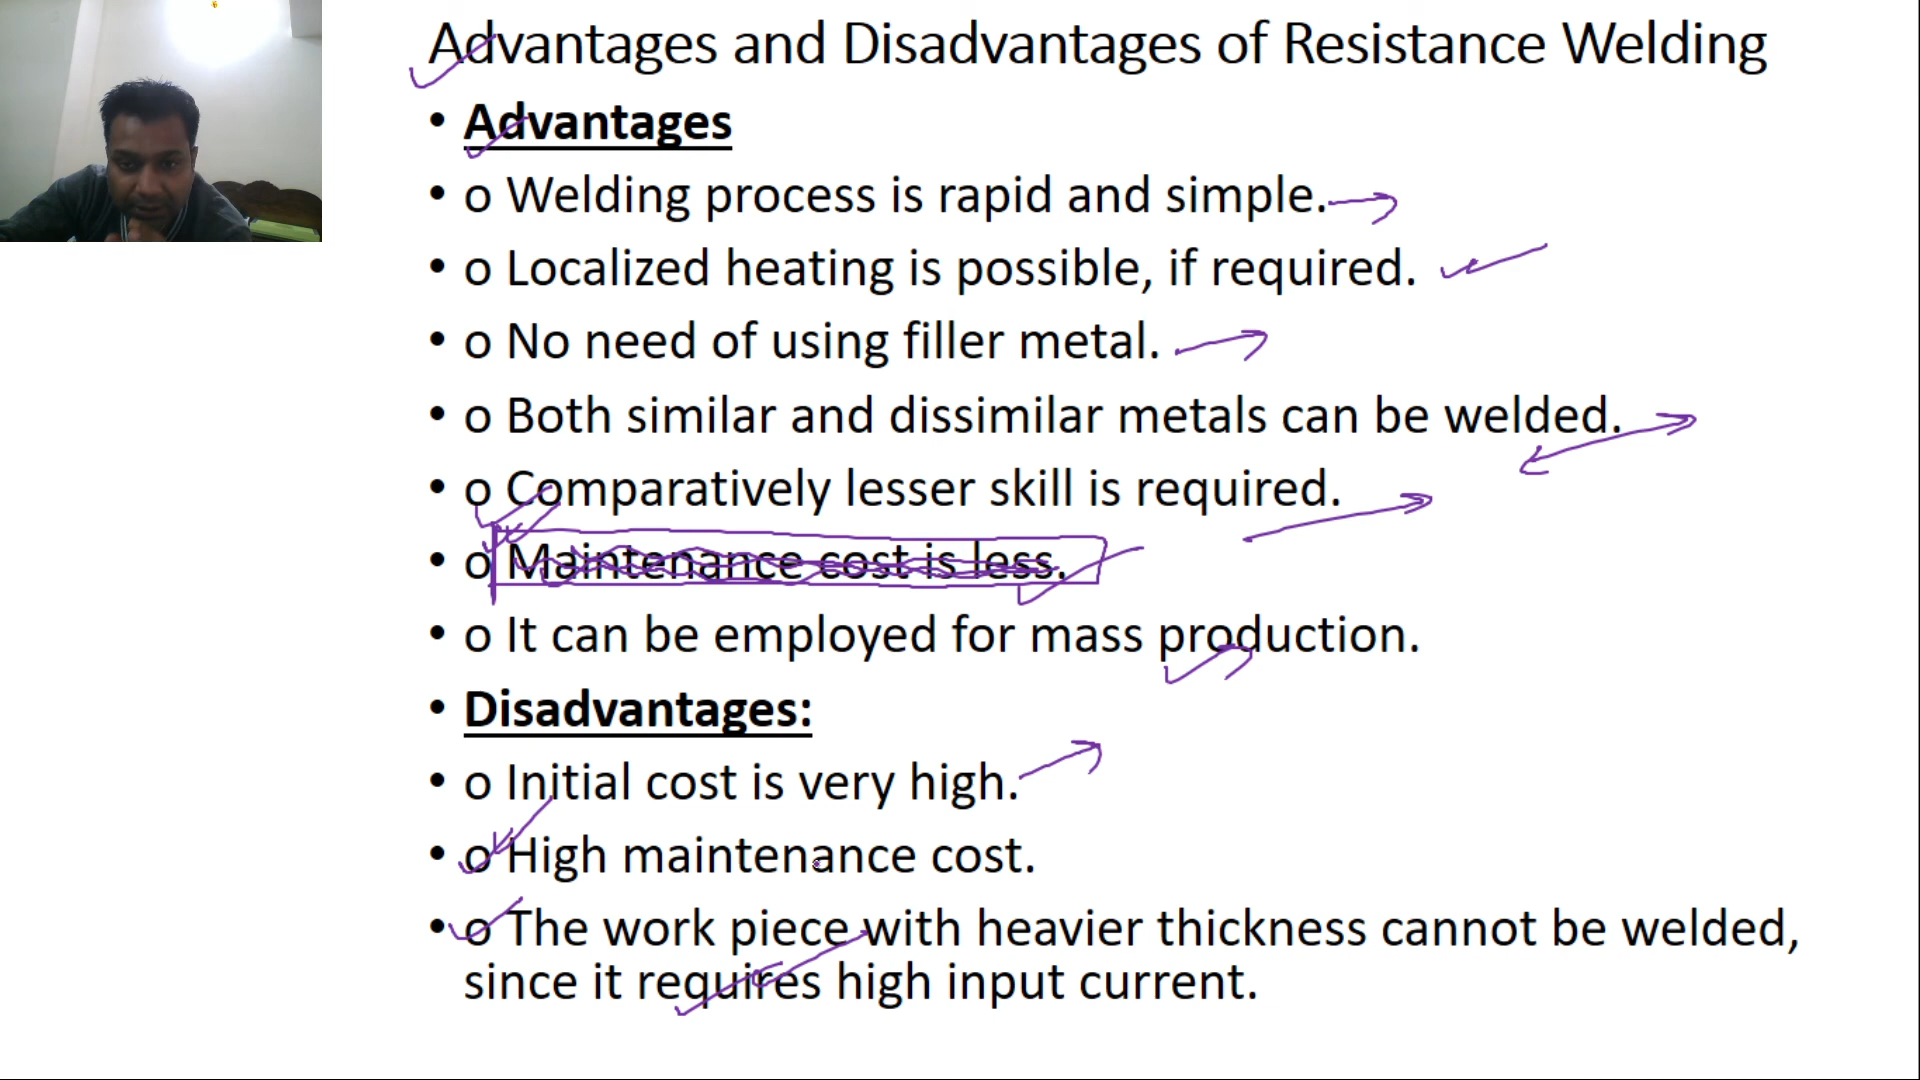 Advantages and Disadvantages of Resistance Welding
• Advantages
• o Welding process is rapid and simple.
• o Localized heating is possible, if required.
• o No need of using filler metal.
• o Both similar and dissimilar metals can be welded.
• o Comparatively lesser skill is required.
• o Maintenance cost is less.
• o It can be employed for mass production.
• Disadvantages:
• o Initial cost is very high.
• o High maintenance cost.
• o The work piece with heavier thickness cannot be welded,
since it requires high input current.